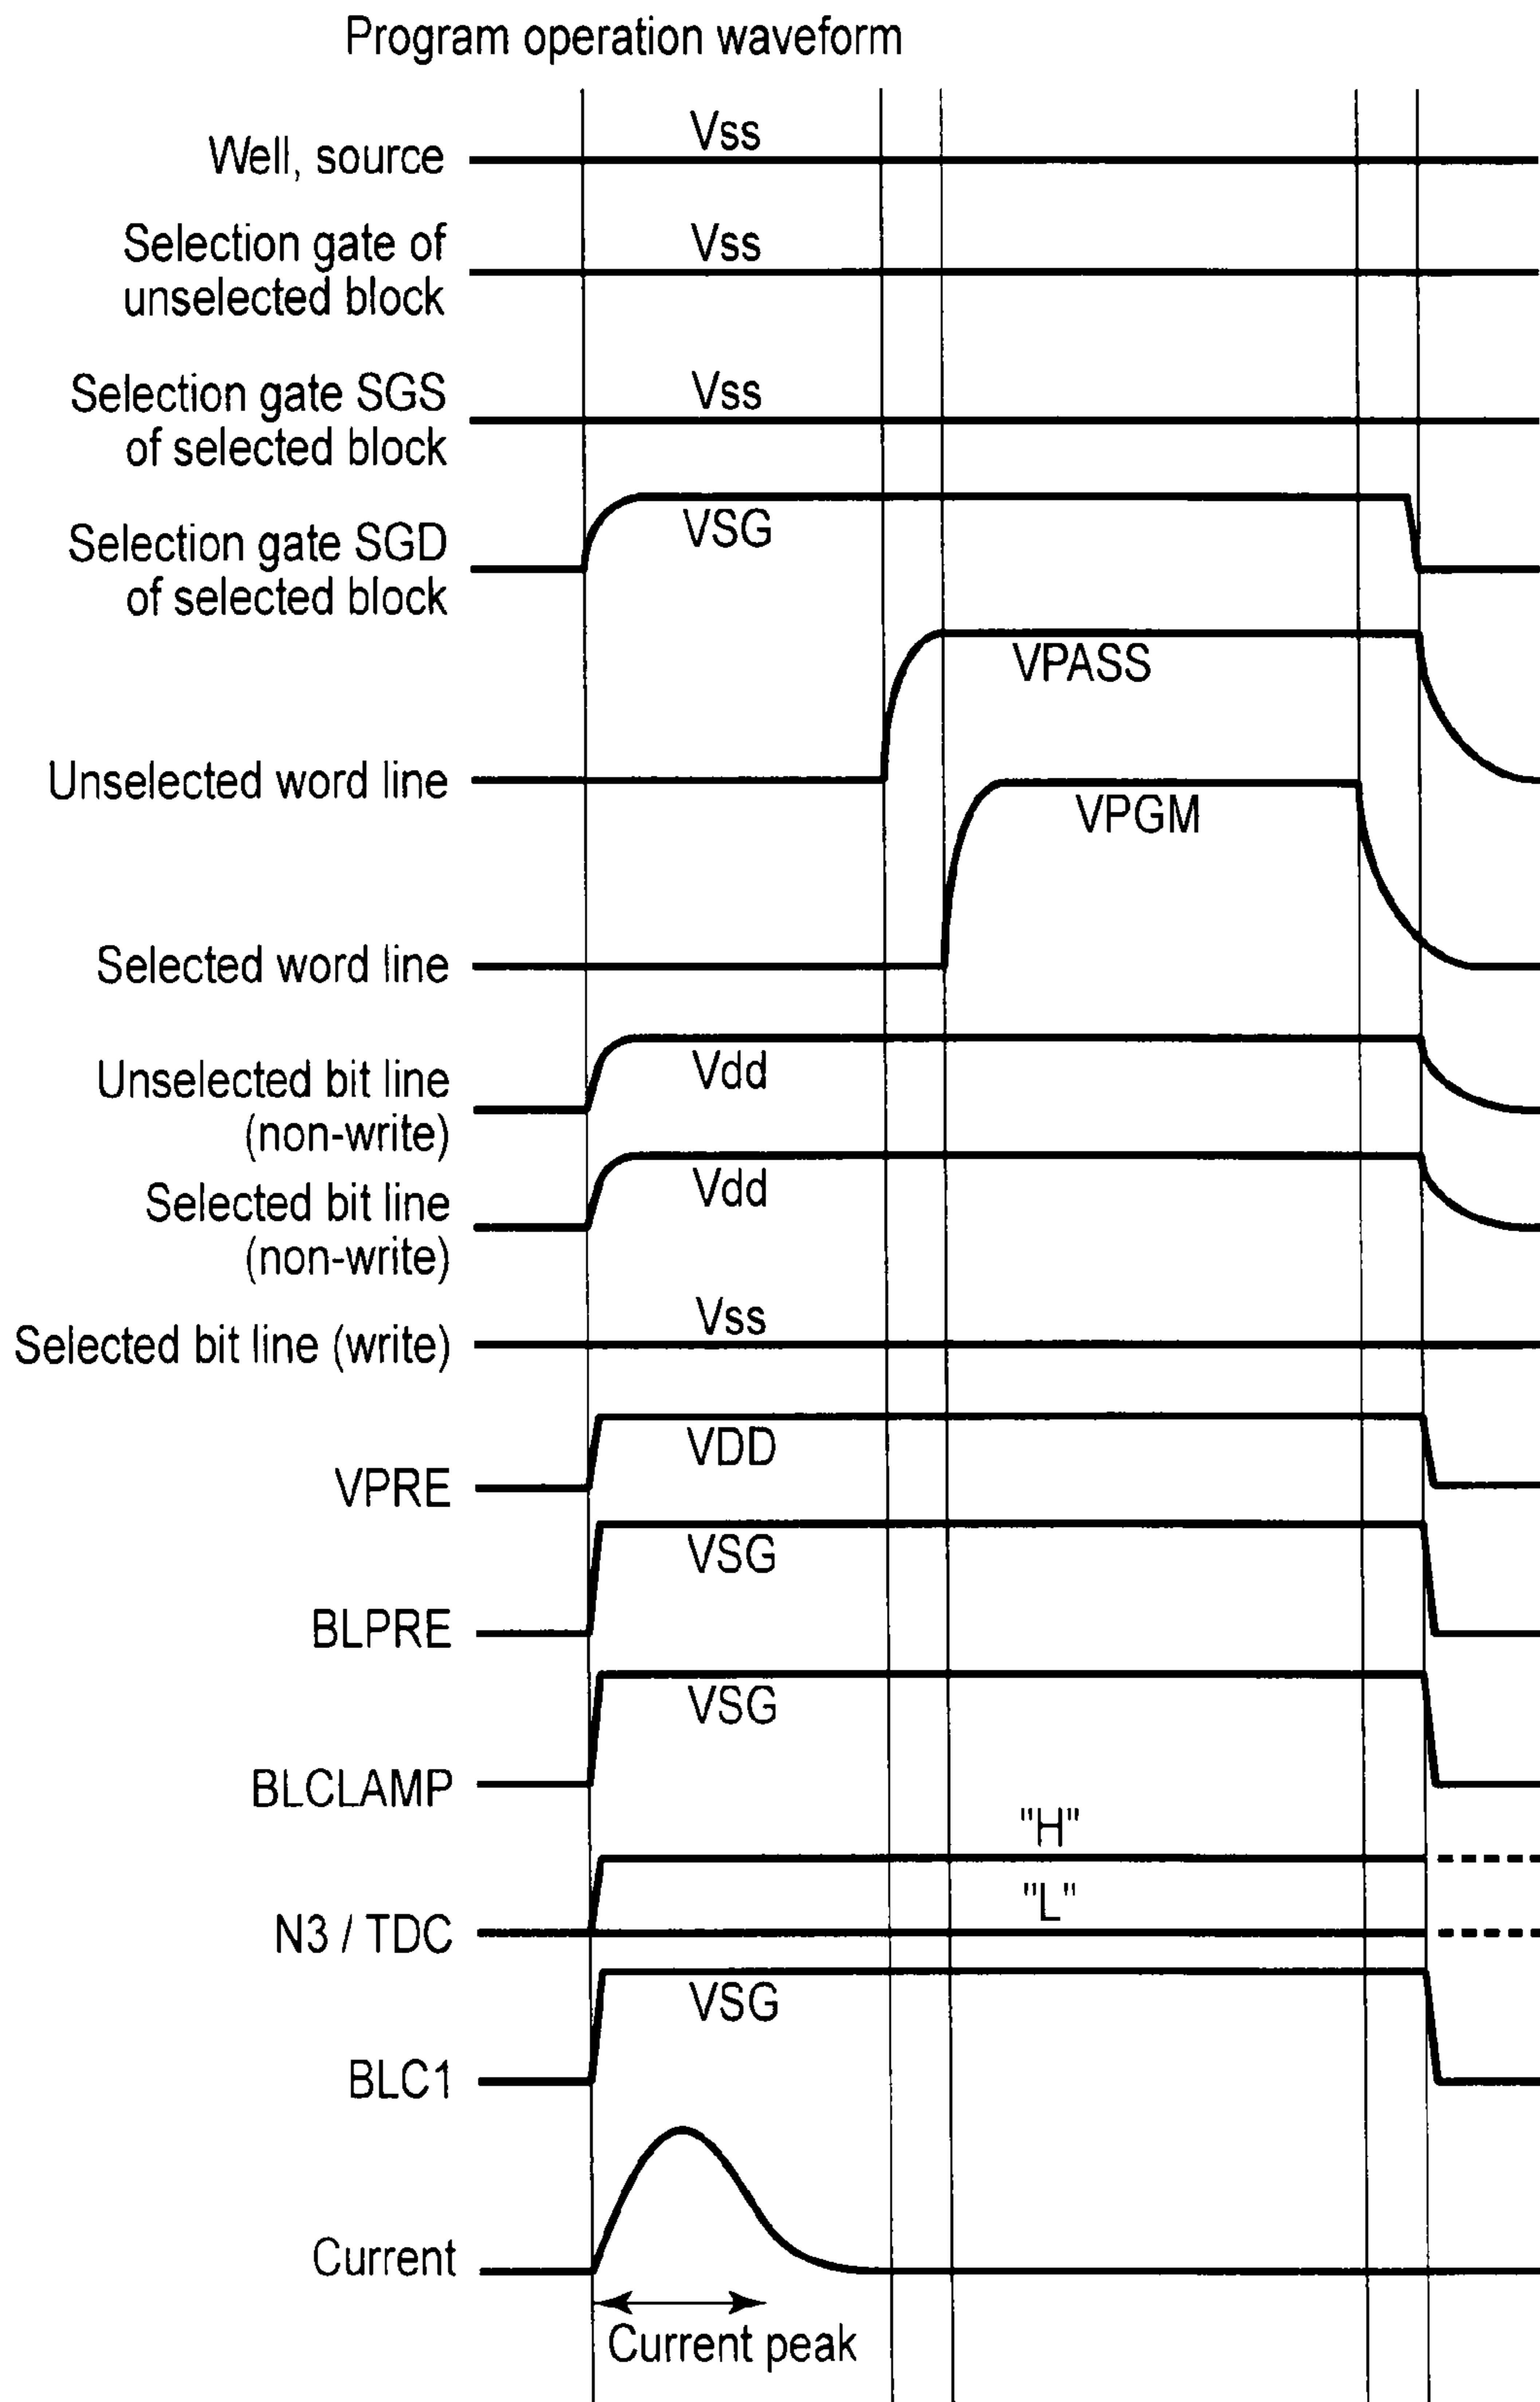 Program operation waveform
Well, source
Vss
Selection gate of
unselected block
Vss
Selection gate SGS
of selected block
Vss
Selection gate SGD
of selected block
VSG
Unselected word line
VPASS
Selected word line
VPGM
Unselected bit line
(non-write)
Vdd
Selected bit line
(non-write)
Vdd
Selected bit line (write)
Vss
VPRE
VDD
BLPRE
VSG
BLCLAMP
VSG
N3 / TDC
"H"
"L"
BLC1
VSG
Current
Current peak